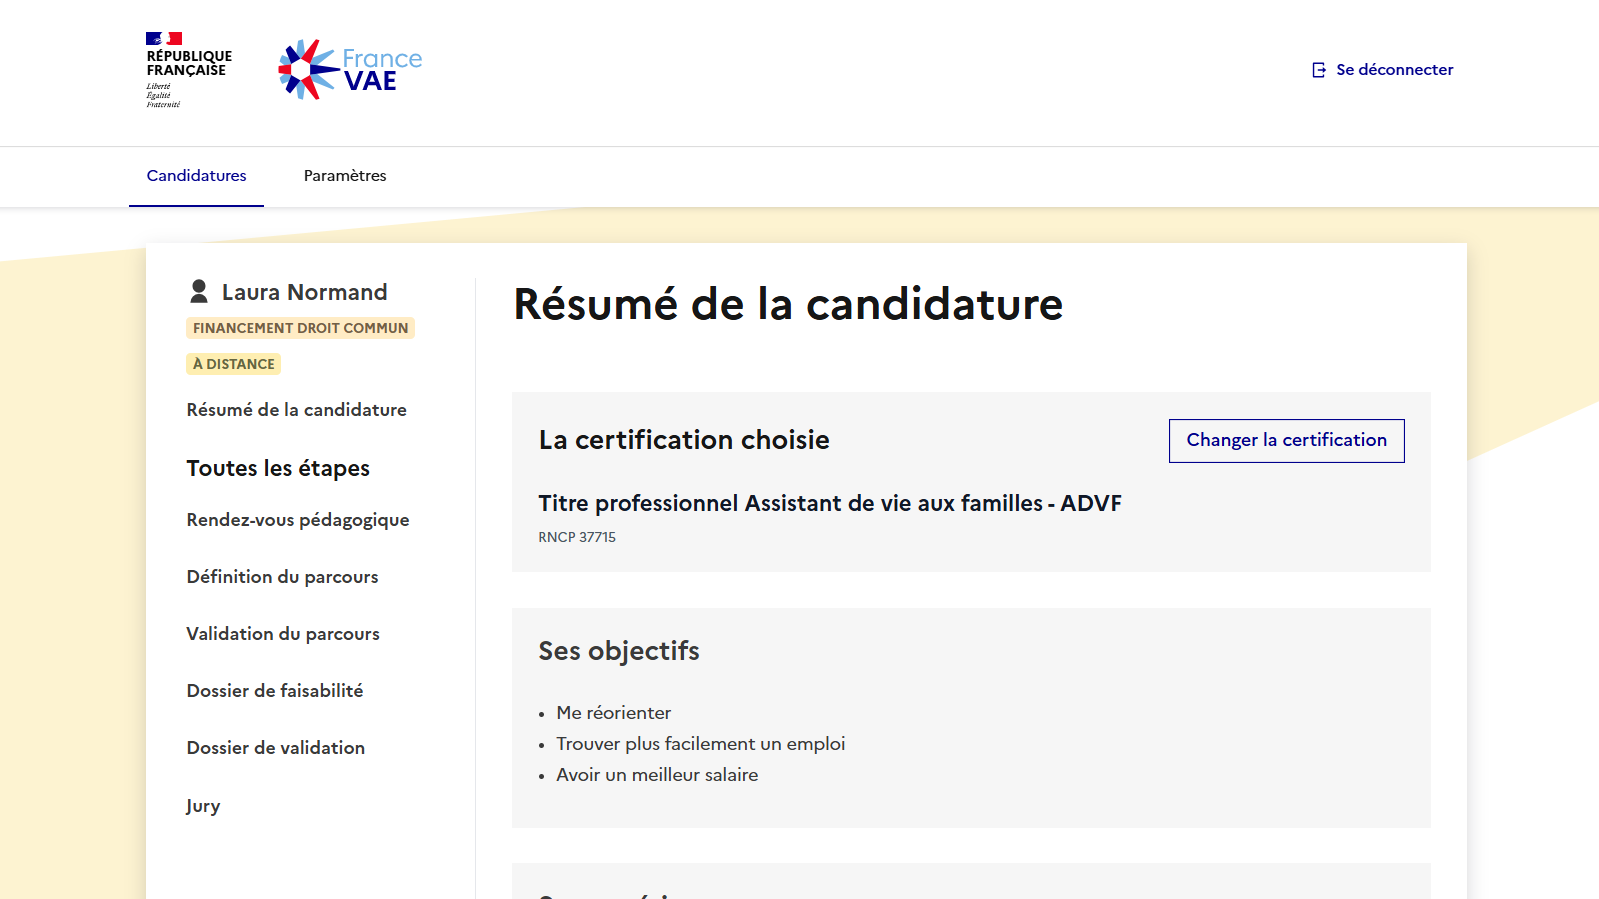 RÉPUBLIQUE
FRANÇAISE
Liberté
Égalité
Fraternité
France
VAE
Se déconnecter
Candidatures
Paramètres
Laura Normand
FINANCEMENT DROIT COMMUN
À DISTANCE
Résumé de la candidature
Toutes les étapes
Rendez-vous pédagogique
Définition du parcours
Validation du parcours
Dossier de faisabilité
Dossier de validation
Jury
Résumé de la candidature
La certification choisie
Changer la certification
Titre professionnel Assistant de vie aux familles - ADVF
RNCP 37715
Ses objectifs
• Me réorienter
• Trouver plus facilement un emploi
• Avoir un meilleur salaire